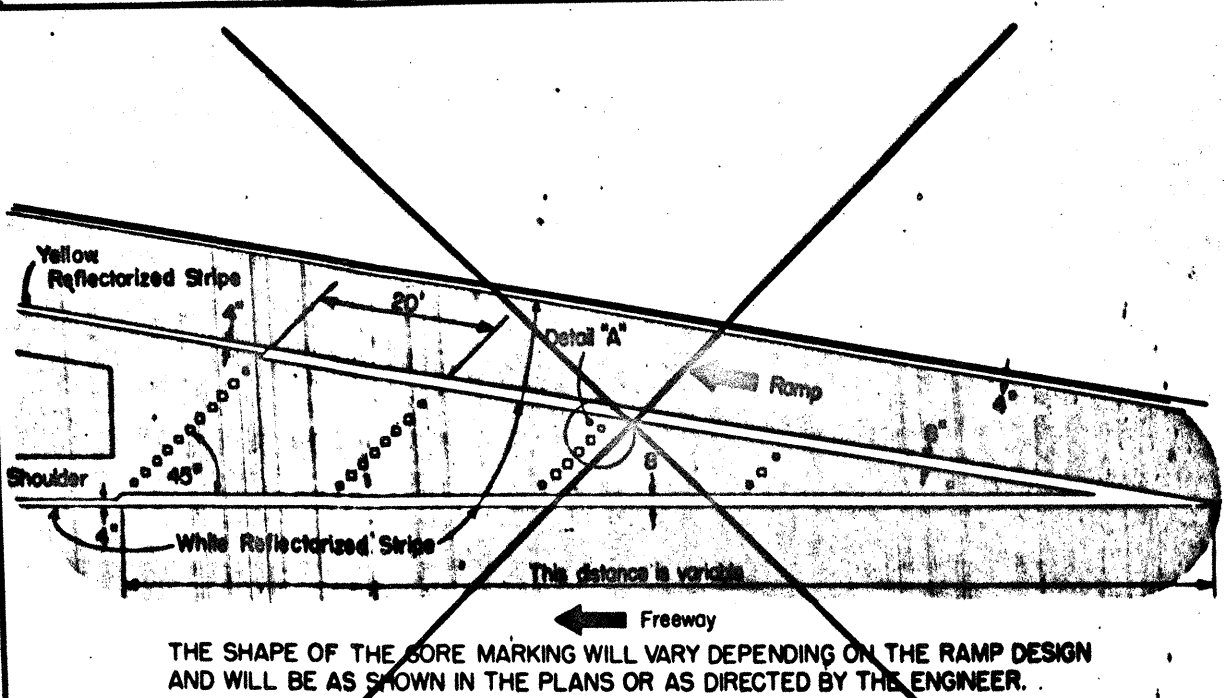 Yellow
Reflectorized Stripe
4"
20'
Detail "A"
Ramp
4"
8"
Shoulder
45°
8"
4"
White Reflectorized Stripe
This distance is variable
Freeway
THE SHAPE OF THE GORE MARKING WILL VARY DEPENDING ON THE RAMP DESIGN
AND WILL BE AS SHOWN IN THE PLANS OR AS DIRECTED BY THE ENGINEER.